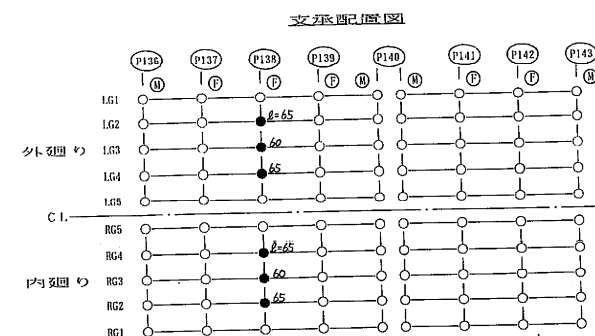 支承配置図
P136 P137 P138 P139 P140 P141 P142 P143
M F F F M M F F M
LG1
LG2 ℓ=65
外廻り LG3 60
LG4 65
LG5
CL
RG5
RG4 ℓ=65
内廻り RG3 60
RG2 65
RG1